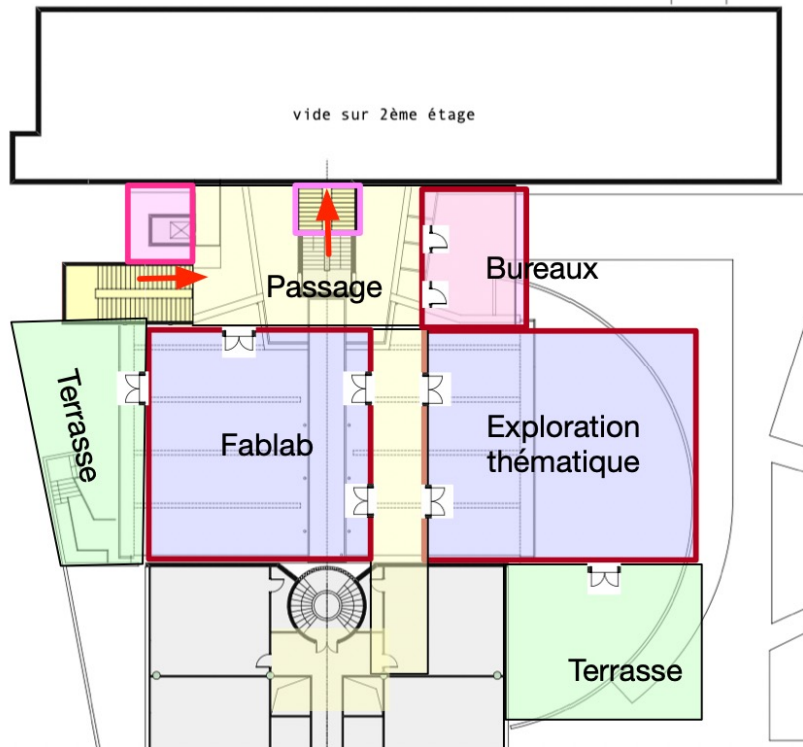 vide sur 2ème étage
Bureaux
Passage
Terrasse
Fablab
Exploration
thématique
Terrasse